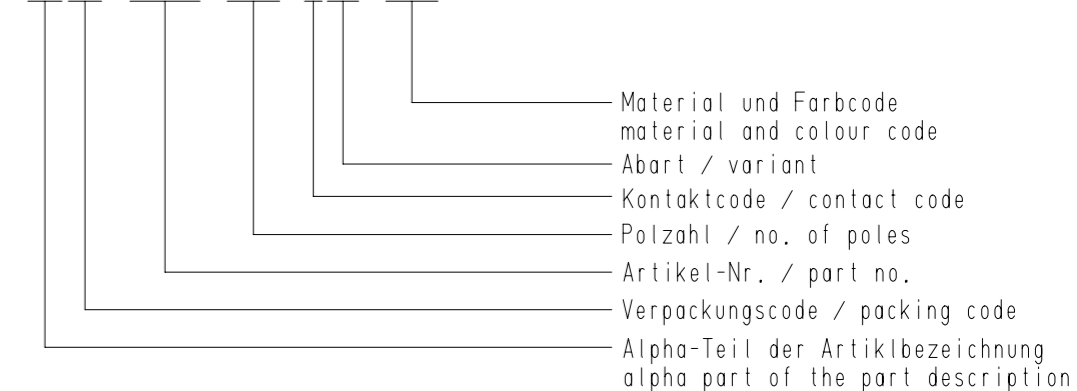 Material und Farbcode
material and colour code
Abart / variant
Kontaktcode / contact code
Polzahl / no. of poles
Artikel-Nr. / part no.
Verpackungscode / packing code
Alpha-Teil der Artiklbezeichnung
alpha part of the part description